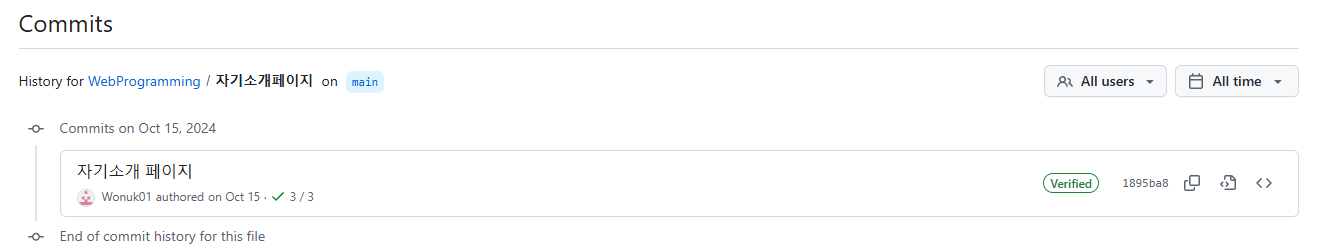 Commits
History for WebProgramming / 자기소개페이지 on main
All users
All time
Commits on Oct 15, 2024
자기소개 페이지
Wonuk01 authored on Oct 15 · 3 / 3
Verified
1895ba8
End of commit history for this file